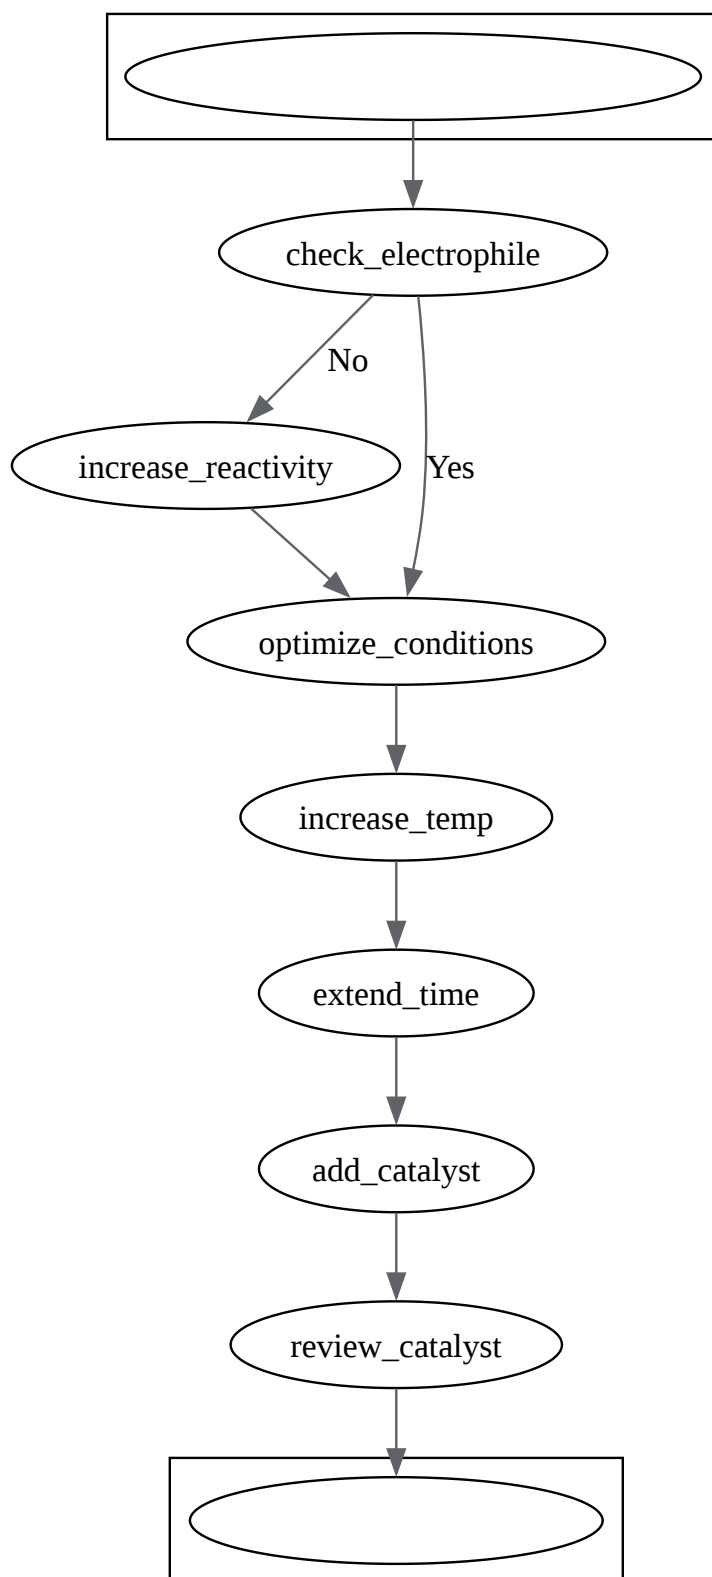 check_electrophile
No
increase_reactivity
Yes
optimize_conditions
increase_temp
extend_time
add_catalyst
review_catalyst